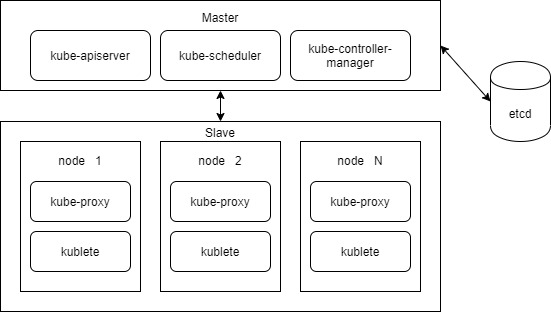 Master
kube-apiserver
kube-scheduler
kube-controller-
manager
etcd
Slave
node 1
node 2
node N
kube-proxy
kube-proxy
kube-proxy
kublete
kublete
kublete